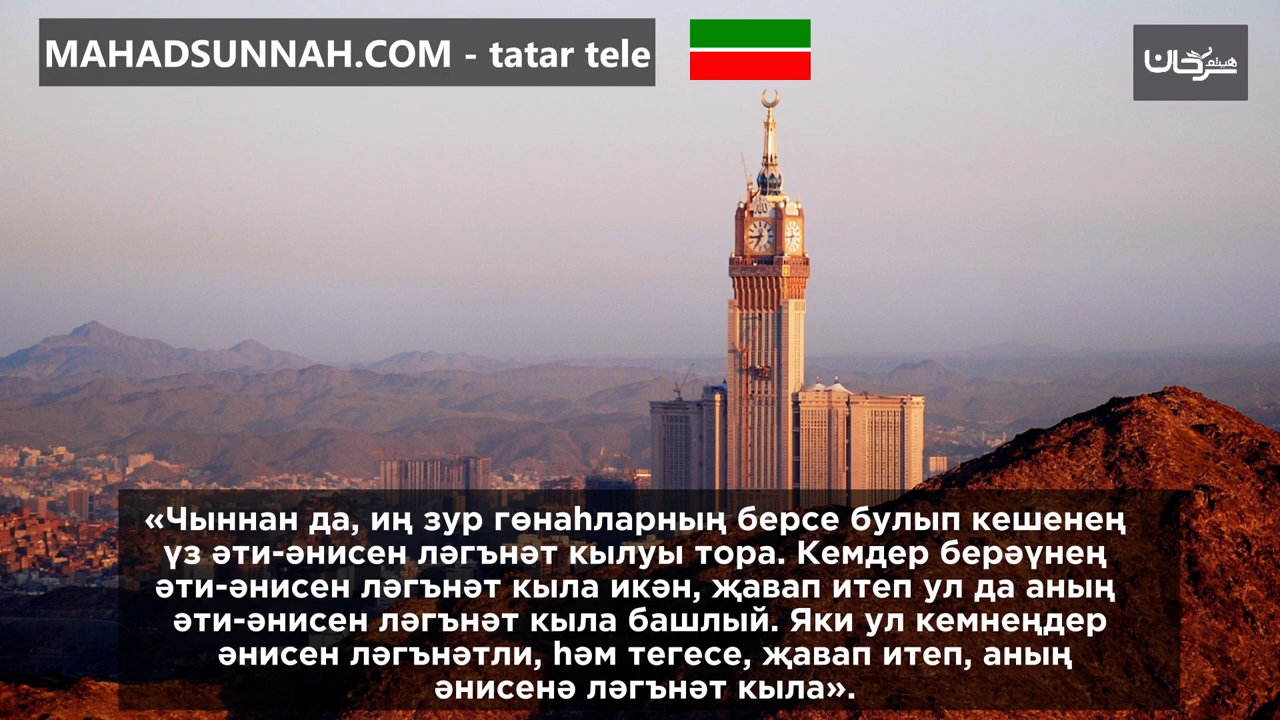 MAHADSUNNAH.COM - tatar tele
هيثم
سرحان
«Чыннан да, иң зур гөнаһларның берсе булып кешенең
үз әти-әнисен ләгънәт кылуы тора. Кемдер берәүнең
әти-әнисен ләгънәт кыла икән, җавап итеп ул да аның
әти-әнисен ләгънәт кыла башлый. Яки ул кемнеңдер
әнисен ләгънәтли, һәм тегесе, җавап итеп, аның
әнисенә ләгънәт кыла».